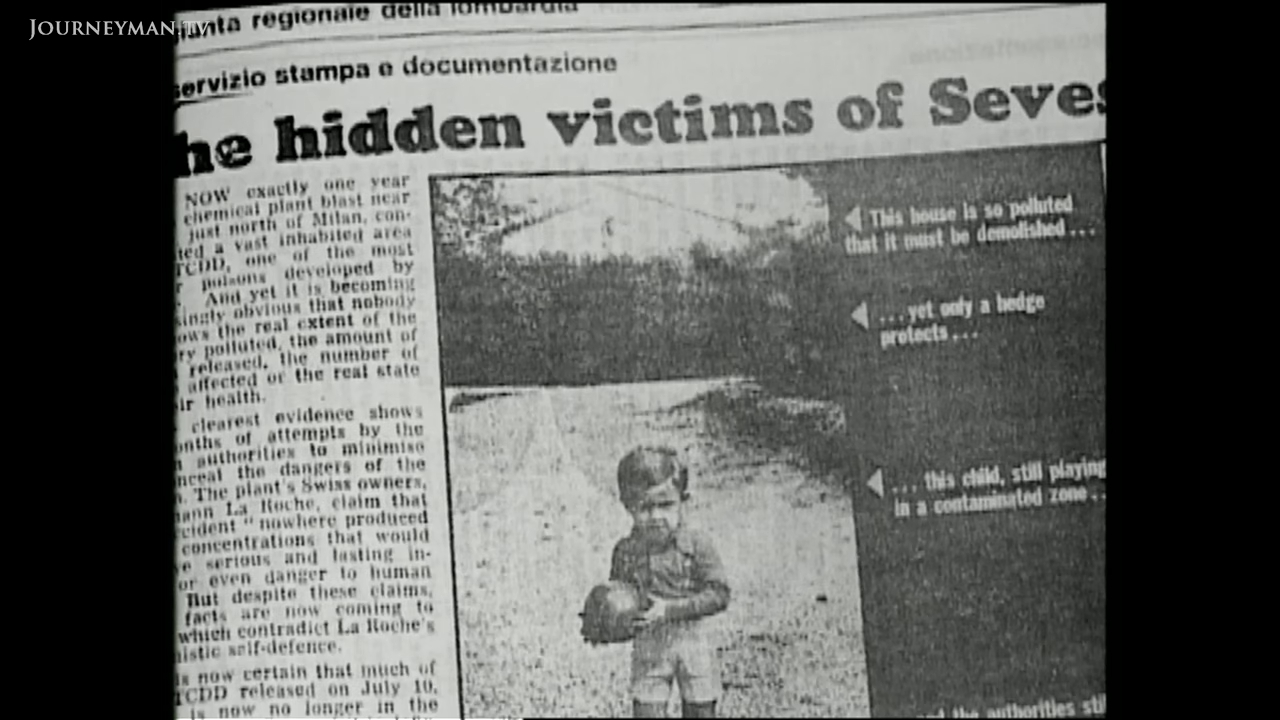 JOURNEYMAN.TV
regionale della lombardia
servizio stampa e documentazione
he hidden victims of Seves
NOW exactly one year
chemical plant blast near
just north of Milan, con-
ted a vast inhabited area
TCDD, one of the most
poisons developed by
. And yet it is becoming
singly obvious that nobody
ows the real extent of the
ry polluted, the amount of
released, the number of
affected or the real state
ir health.
clearest evidence shows
onths of attempts by the
authorities to minimise
nceal the dangers of the
. The plant's Swiss owners,
ann La Roche, claim that
cident "nowhere produced
concentrations that would
e serious and lasting in-
or even danger to human
But despite these claims,
facts are now coming to
which contradict La Roche's
istic self-defence.
is now certain that much of
TCDD released on July 10,
is now no longer in the
This house is so polluted
that it must be demolished...
...yet only a hedge
protects...
...this child, still playing
in a contaminated zone..
the authorities sti